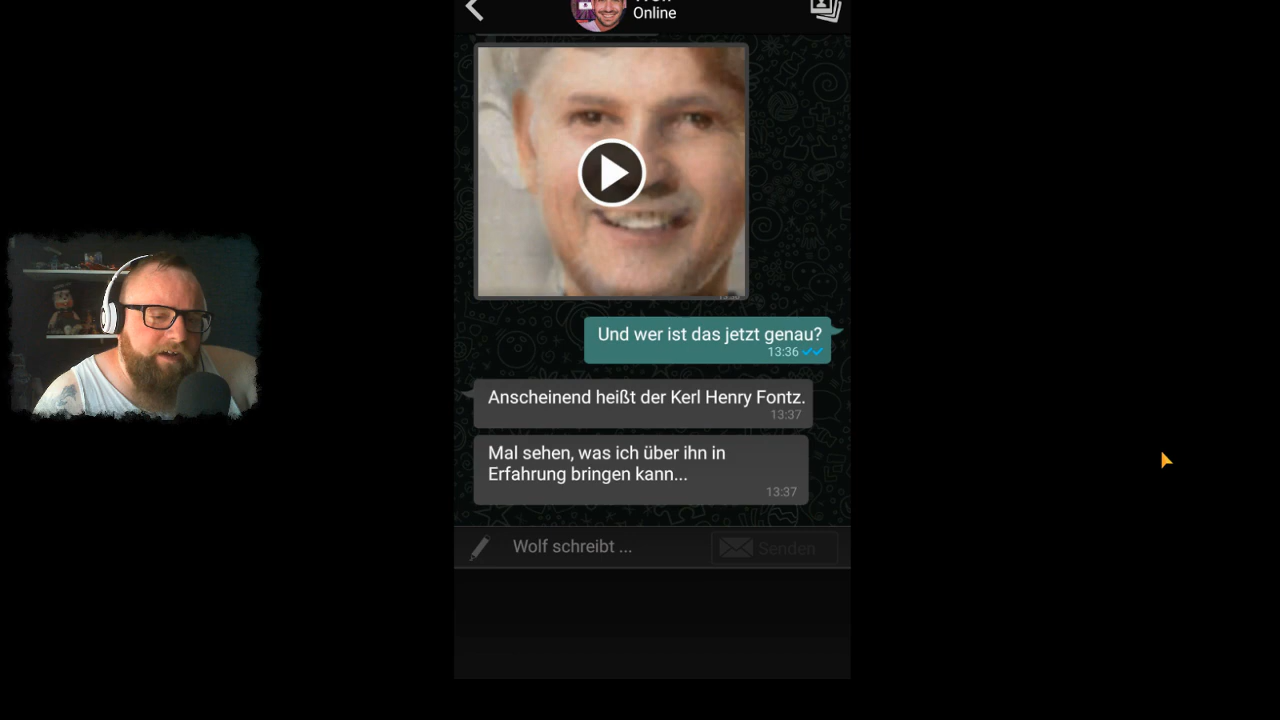 Online
Und wer ist das jetzt genau?
13:36
Anscheinend heißt der Kerl Henry Fontz.
13:37
Mal sehen, was ich über ihn in
Erfahrung bringen kann...
13:37
Wolf schreibt ...
Senden